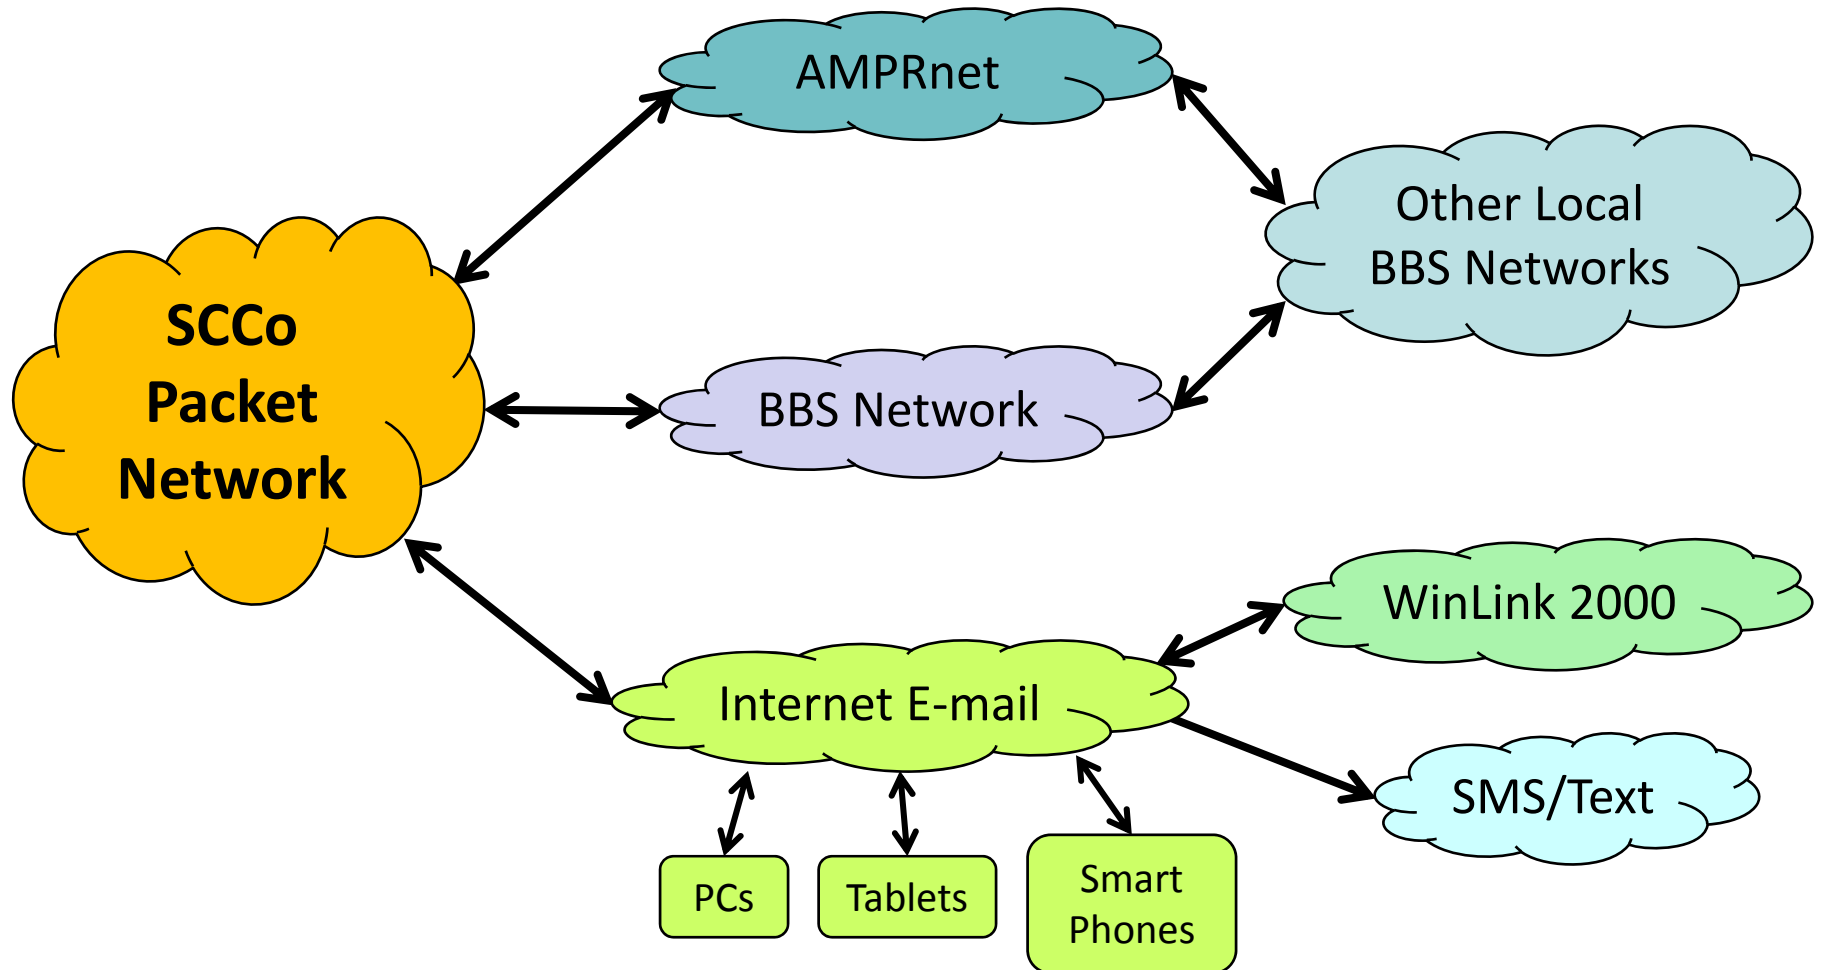 AMPRnet
Other Local
BBS Networks
SCCo
Packet
Network
BBS Network
WinLink 2000
Internet E-mail
SMS/Text
PCs
Tablets
Smart
Phones